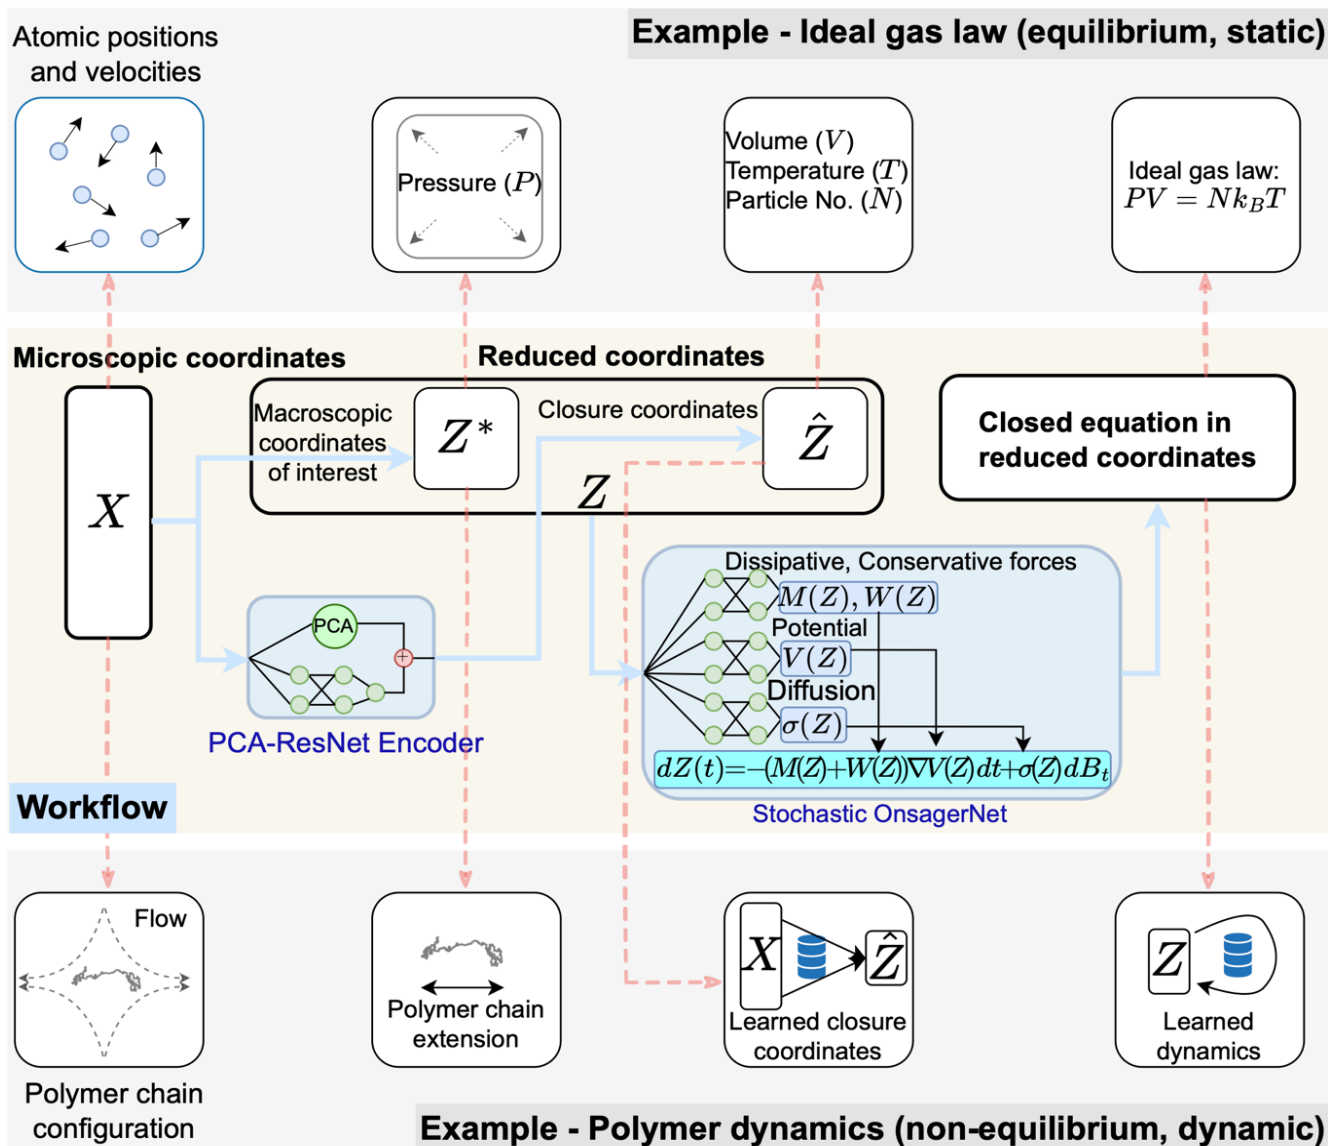 Example - Ideal gas law (equilibrium, static)
Atomic positions
and velocities
Pressure (P)
Volume (V)
Temperature (T)
Particle No. (N)
Ideal gas law:
PV = Nk_BT
Microscopic coordinates
Reduced coordinates
X
Macroscopic
coordinates
of interest
Z*
Closure coordinates
Ẑ
Z
Closed equation in
reduced coordinates
PCA
+
PCA-ResNet Encoder
Dissipative, Conservative forces
M(Z), W(Z)
Potential
V(Z)
Diffusion
σ(Z)
dZ(t)=-(M(Z)+W(Z))∇V(Z)dt+σ(Z)dB_t
Stochastic OnsagerNet
Workflow
Flow
Polymer chain
configuration
Polymer chain
extension
X
Ẑ
Learned closure
coordinates
Z
Learned
dynamics
Example - Polymer dynamics (non-equilibrium, dynamic)